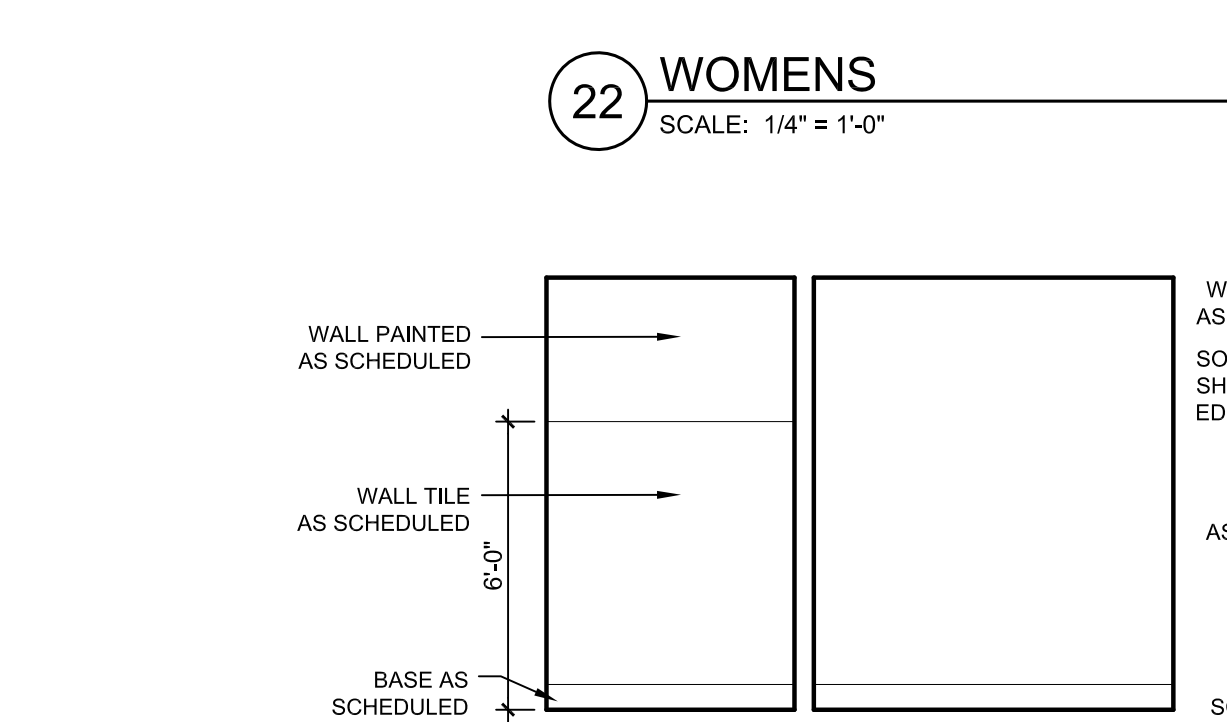 22
WOMENS
SCALE: 1/4" = 1'-0"
WALL PAINTED
AS SCHEDULED
WALL TILE
AS SCHEDULED
6'-0"
BASE AS
SCHEDULED
AS